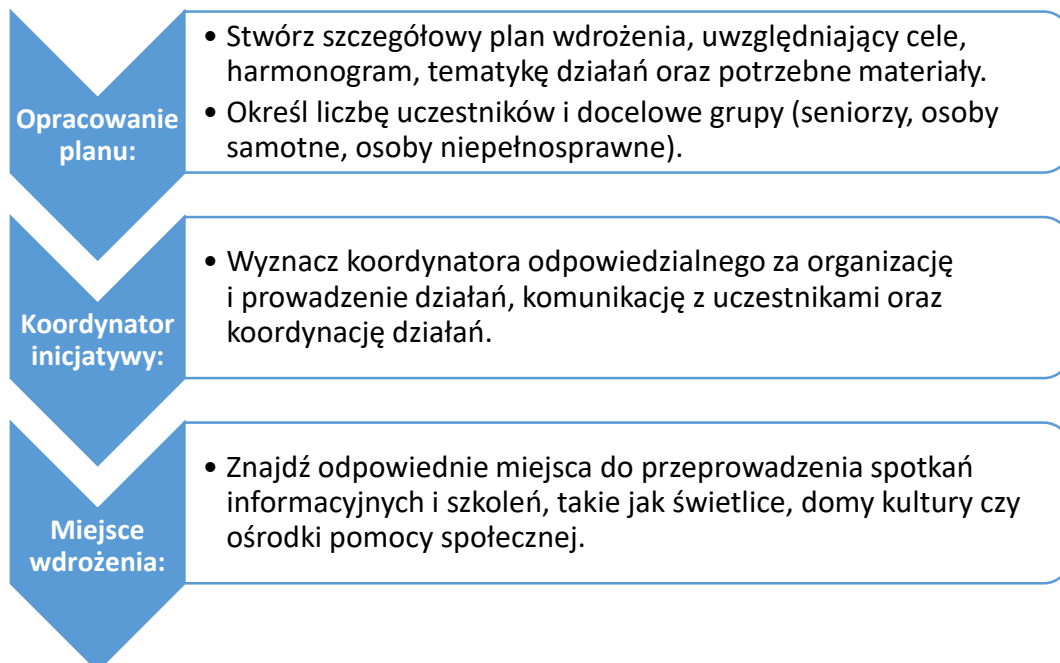 Opracowanie
planu:
• Stwórz szczegółowy plan wdrożenia, uwzględniający cele,
harmonogram, tematykę działań oraz potrzebne materiały.
• Określ liczbę uczestników i docelowe grupy (seniorzy, osoby
samotne, osoby niepełnosprawne).
Koordynator
inicjatywy:
• Wyznacz koordynatora odpowiedzialnego za organizację
i prowadzenie działań, komunikację z uczestnikami oraz
koordynację działań.
Miejsce
wdrożenia:
• Znajdź odpowiednie miejsca do przeprowadzenia spotkań
informacyjnych i szkoleń, takie jak świetlice, domy kultury czy
ośrodki pomocy społecznej.